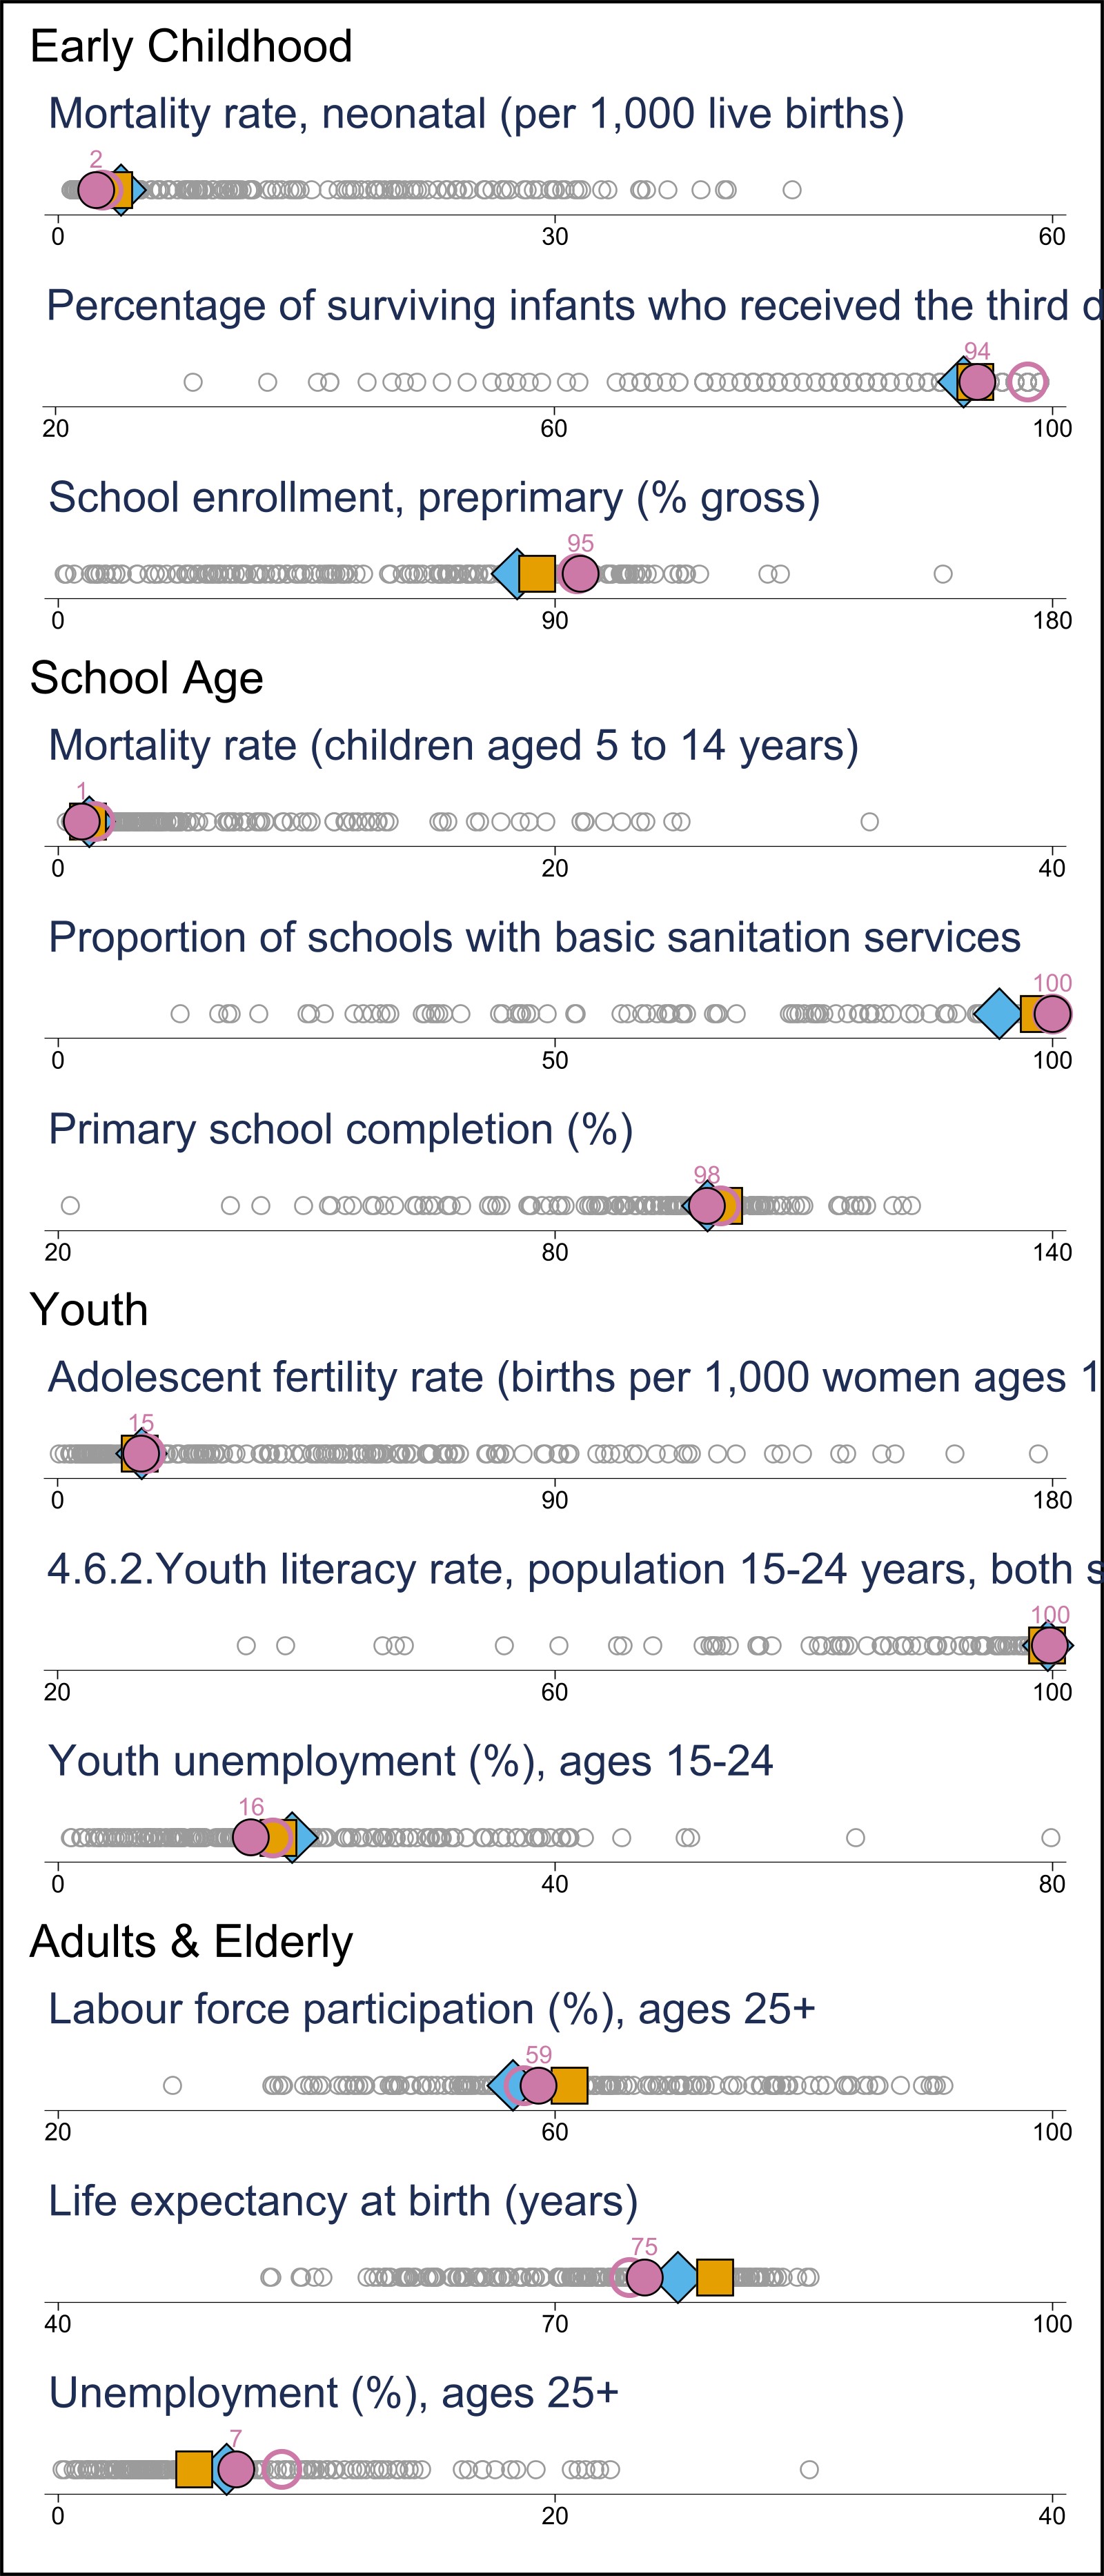 Early Childhood
Mortality rate, neonatal (per 1,000 live births)
2
0 30 60
Percentage of surviving infants who received the third d
94
20 60 100
School enrollment, preprimary (% gross)
95
0 90 180
School Age
Mortality rate (children aged 5 to 14 years)
1
0 20 40
Proportion of schools with basic sanitation services
100
0 50 100
Primary school completion (%)
98
20 80 140
Youth
Adolescent fertility rate (births per 1,000 women ages 1
15
0 90 180
4.6.2.Youth literacy rate, population 15-24 years, both s
100
20 60 100
Youth unemployment (%), ages 15-24
16
0 40 80
Adults & Elderly
Labour force participation (%), ages 25+
59
20 60 100
Life expectancy at birth (years)
75
40 70 100
Unemployment (%), ages 25+
7
0 20 40